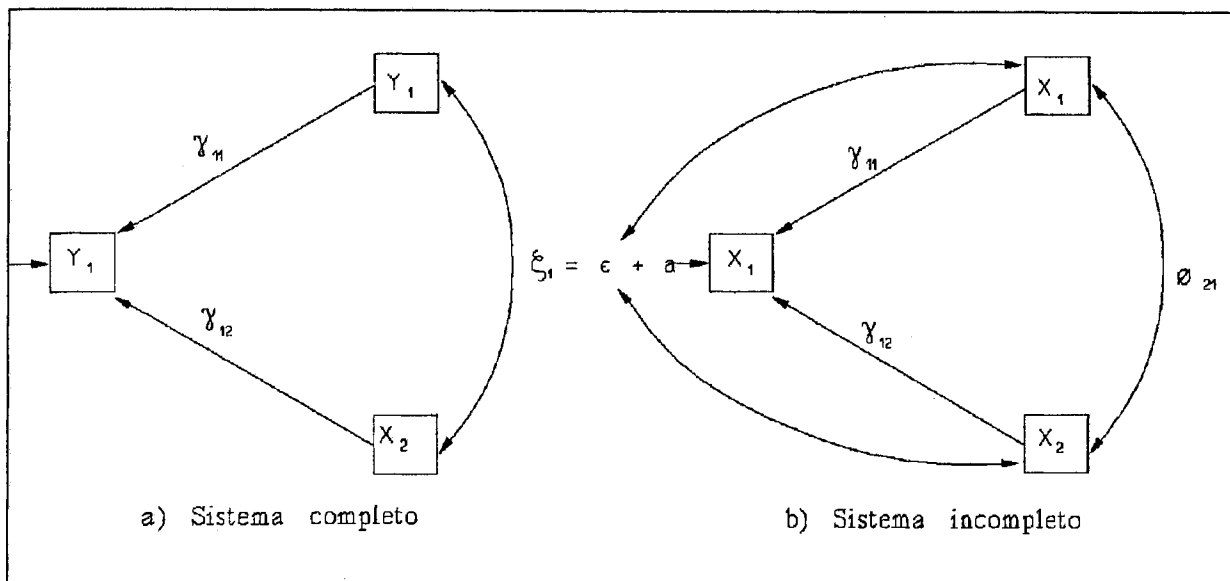 Y₁
γ₁₁
Y₁
γ₁₂
X₂
a) Sistema completo
X₁
γ₁₁
ξ₁ = ϵ + a
X₁
ø ₂₁
γ₁₂
X₂
b) Sistema incompleto